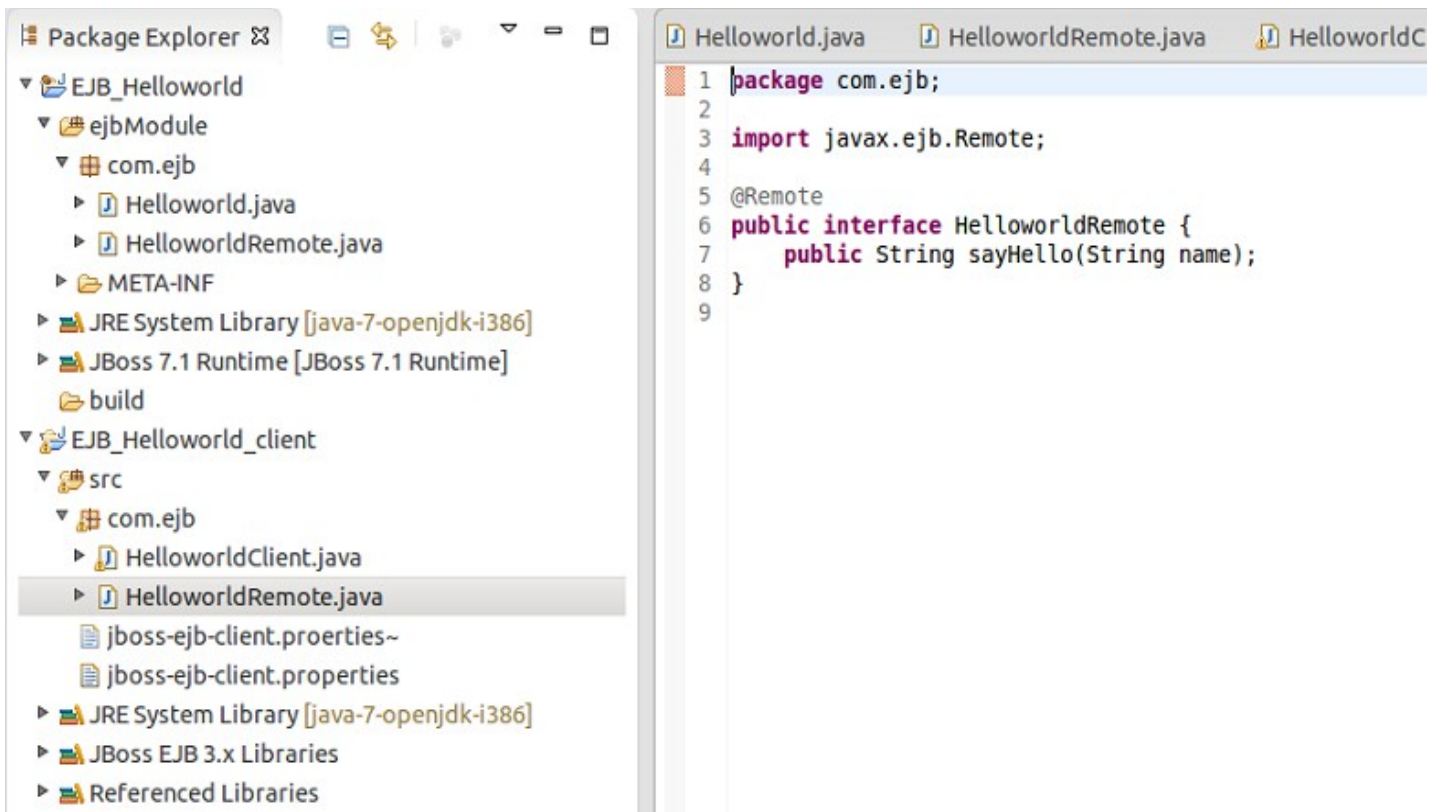 Package Explorer
EJB_Helloworld
ejbModule
com.ejb
Helloworld.java
HelloworldRemote.java
META-INF
JRE System Library [java-7-openjdk-i386]
JBoss 7.1 Runtime [JBoss 7.1 Runtime]
build
EJB_Helloworld_client
src
com.ejb
HelloworldClient.java
HelloworldRemote.java
jboss-ejb-client.proerties~
jboss-ejb-client.properties
JRE System Library [java-7-openjdk-i386]
JBoss EJB 3.x Libraries
Referenced Libraries
Helloworld.java HelloworldRemote.java HelloworldC
1 package com.ejb;
2
3 import javax.ejb.Remote;
4
5 @Remote
6 public interface HelloworldRemote {
7 public String sayHello(String name);
8 }
9